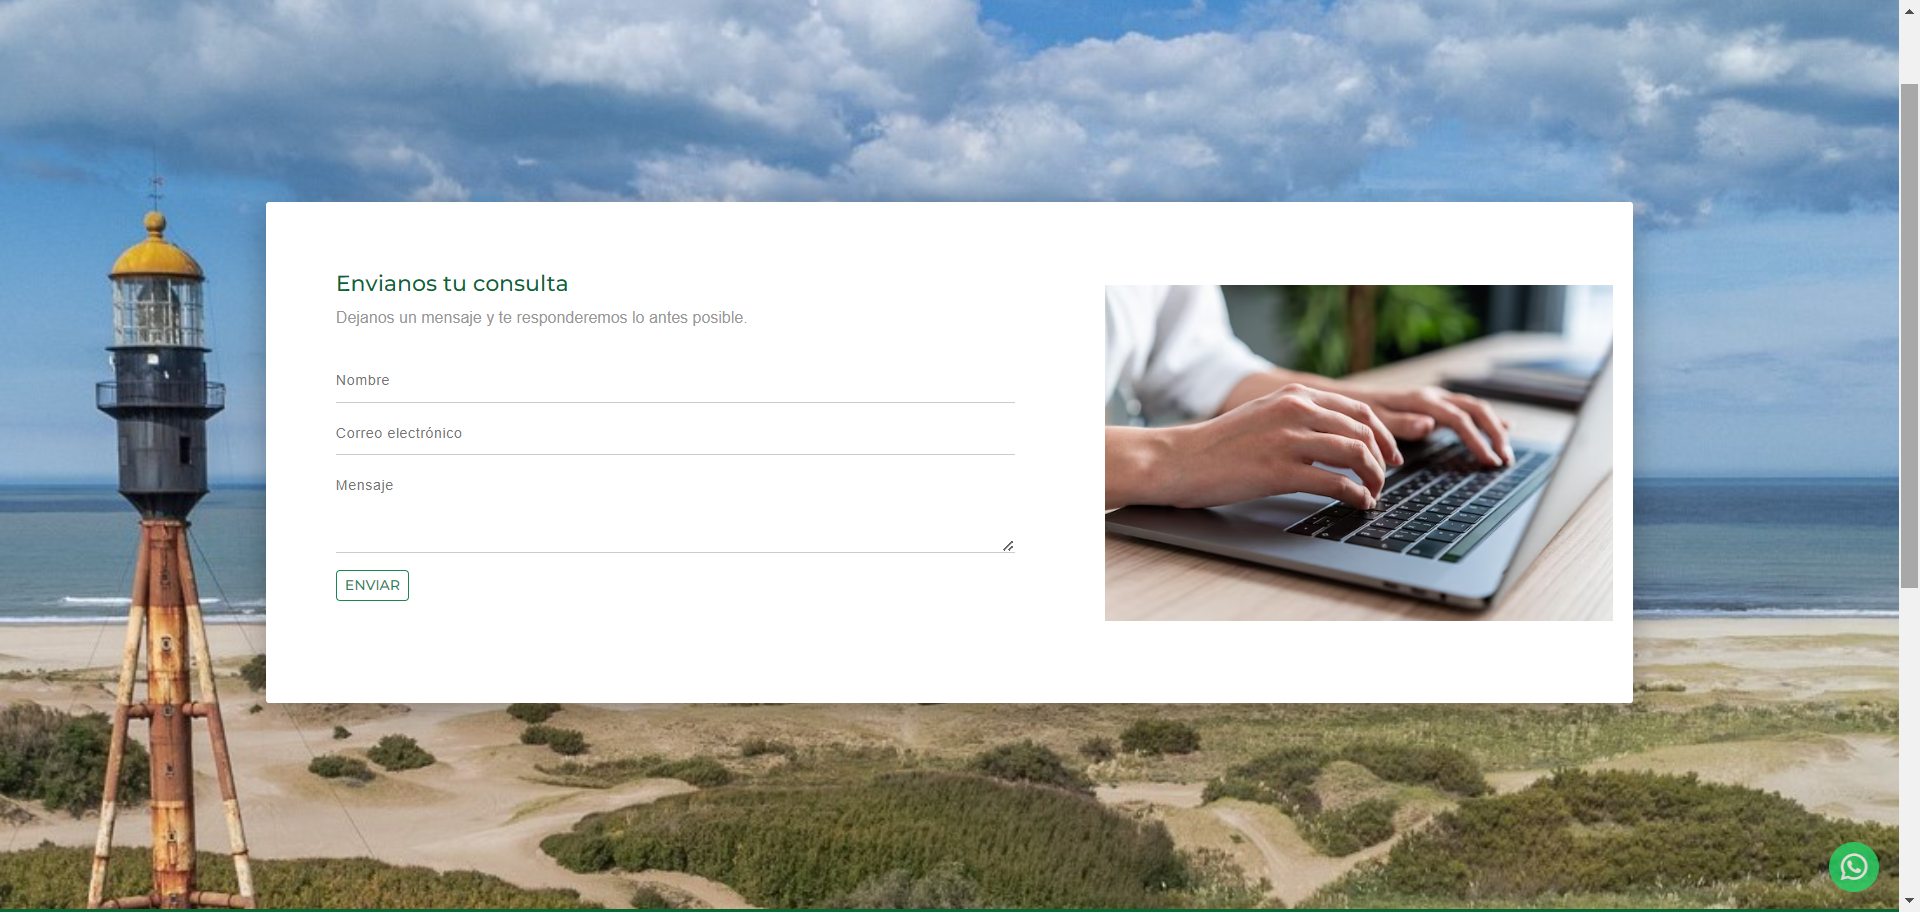 Envianos tu consulta
Dejanos un mensaje y te responderemos lo antes posible.
Nombre
Correo electrónico
Mensaje
ENVIAR